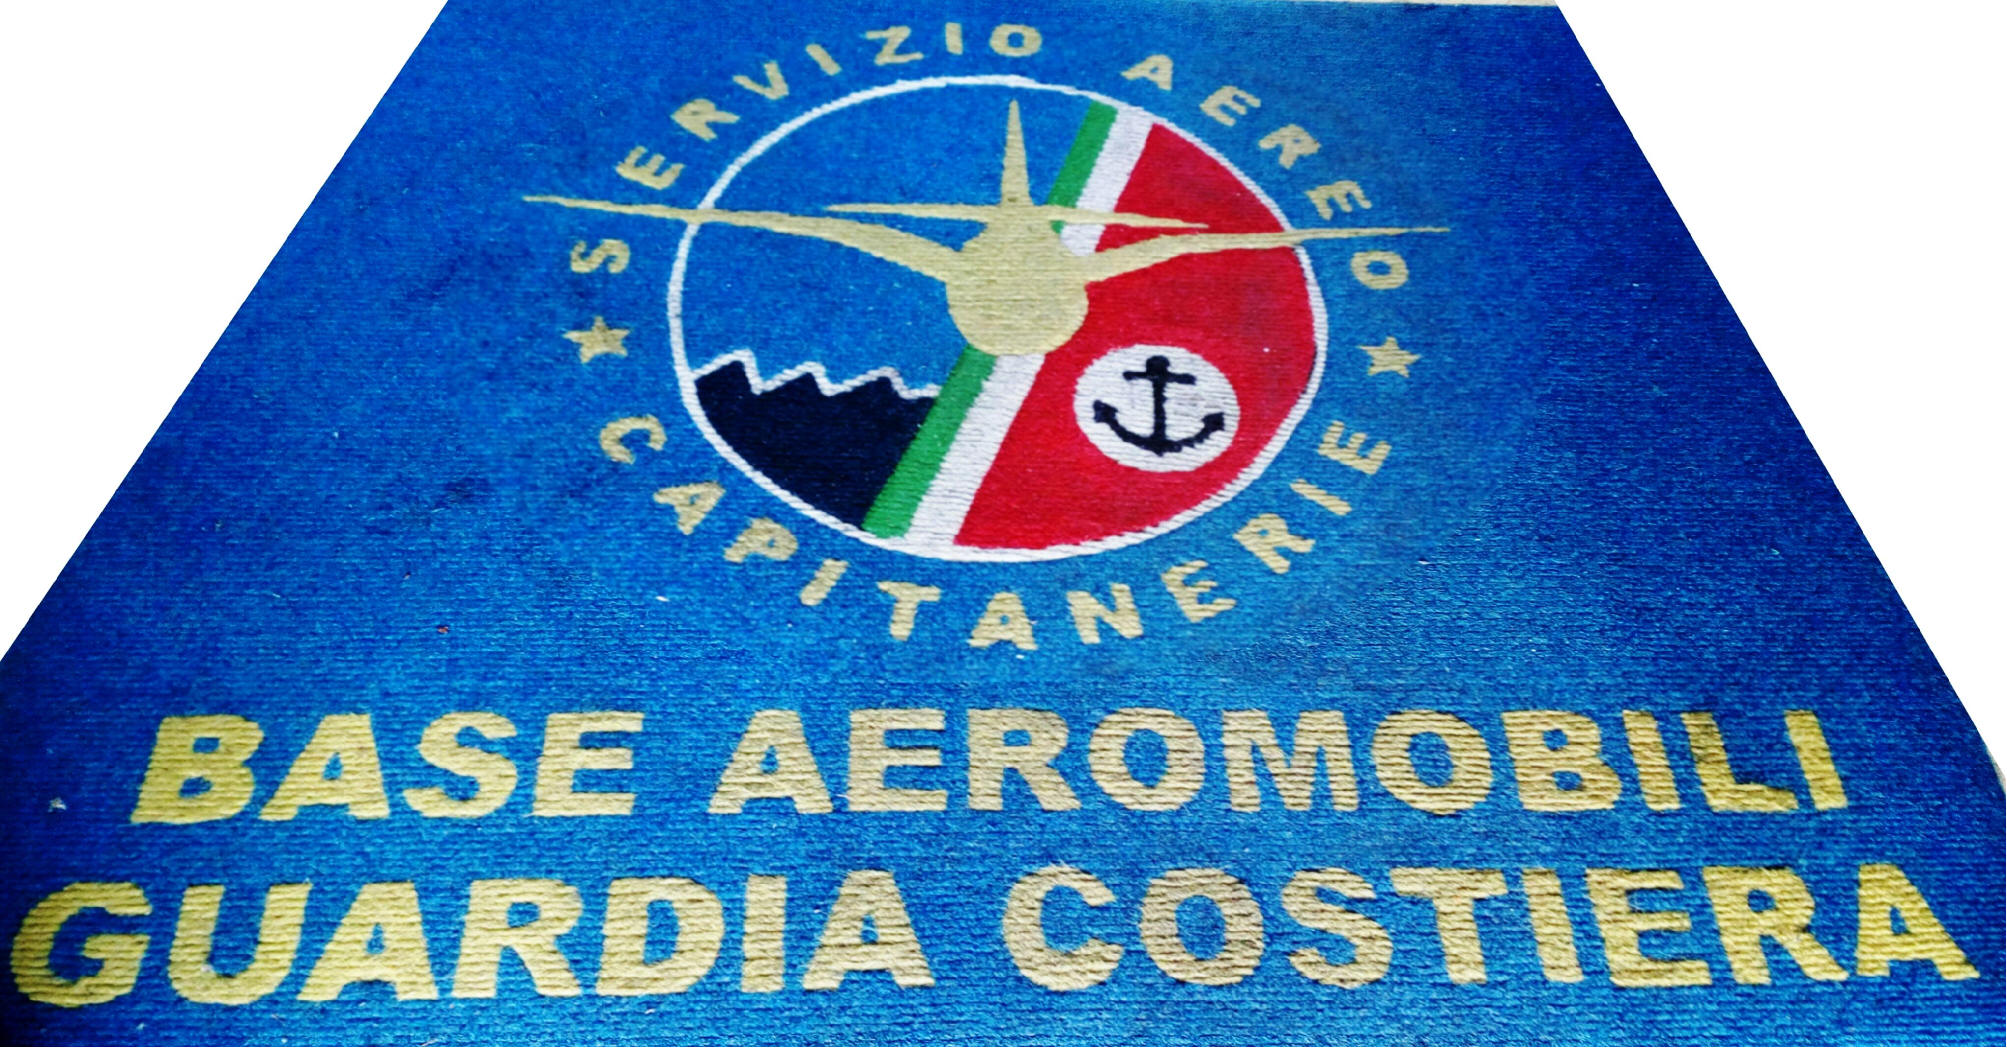 SERVIZIO AEREO
CAPITANERIE
BASE AEROMOBILI
GUARDIA COSTIERA